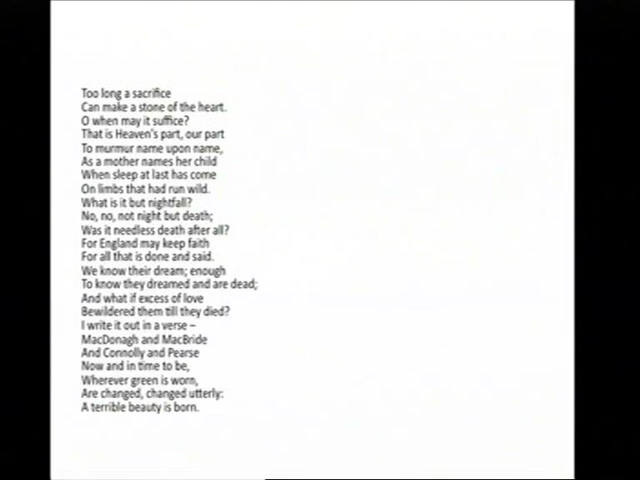 Too long a sacrifice
Can make a stone of the heart.
O when may it suffice?
That is Heaven's part, our part
To murmur name upon name,
As a mother names her child
When sleep at last has come
On limbs that had run wild.
What is it but nightfall?
No, no, not night but death;
Was it needless death after all?
For England may keep faith
For all that is done and said.
We know their dream; enough
To know they dreamed and are dead;
And what if excess of love
Bewildered them till they died?
I write it out in a verse –
MacDonagh and MacBride
And Connolly and Pearse
Now and in time to be,
Wherever green is worn,
Are changed, changed utterly:
A terrible beauty is born.